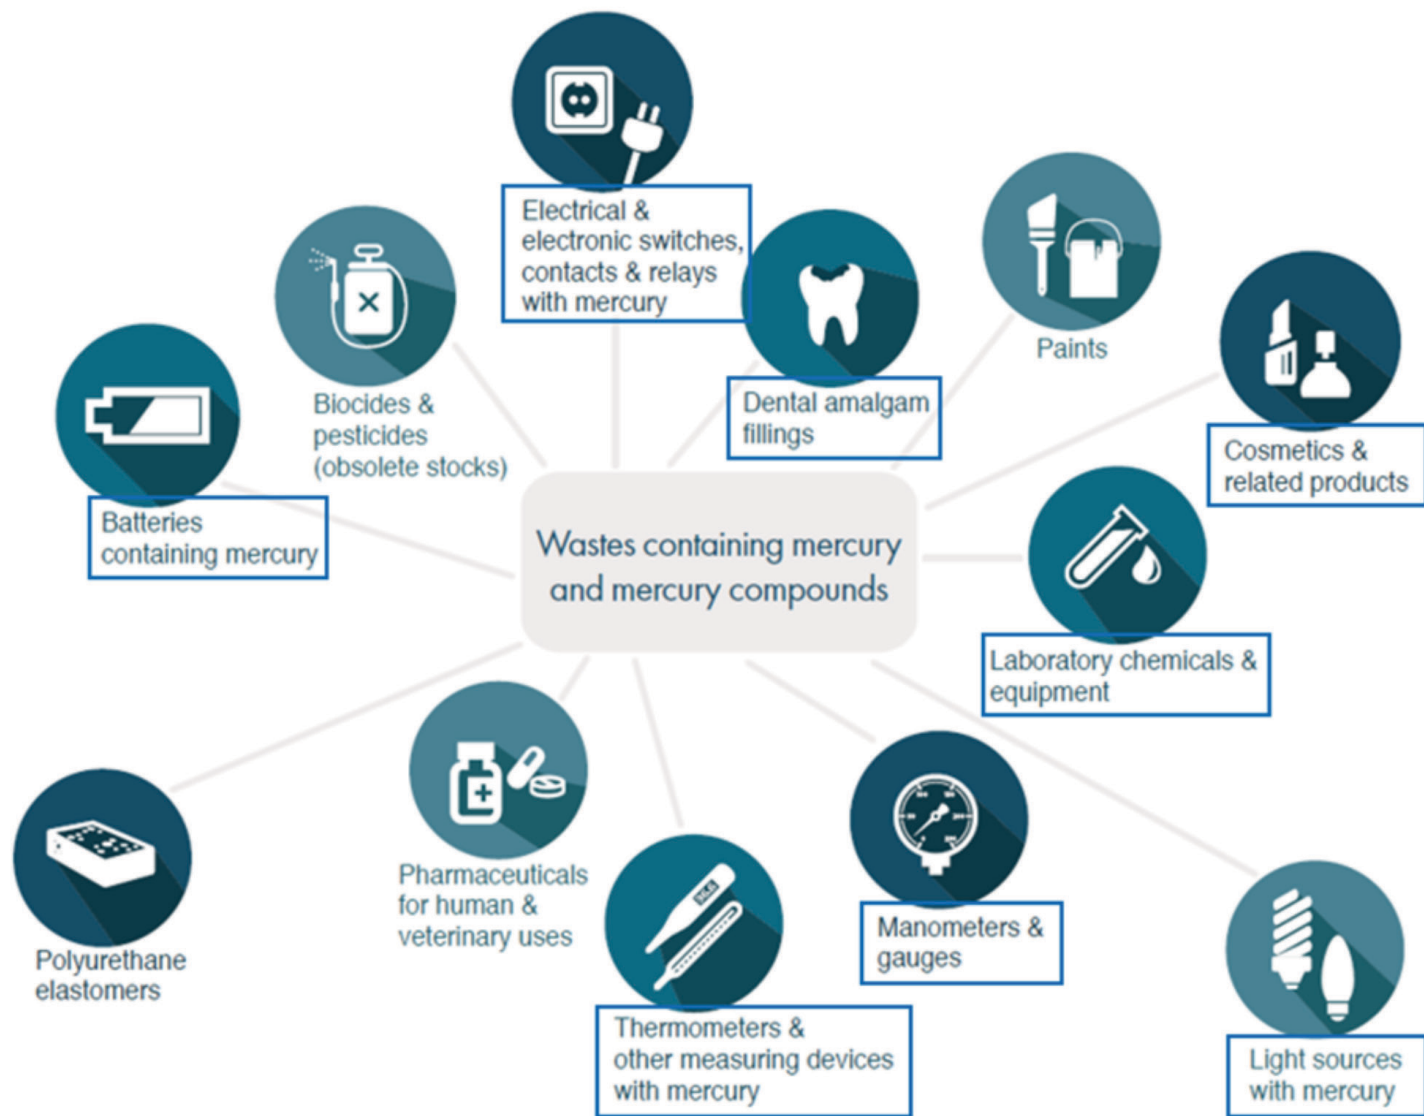 Electrical &
electronic switches,
contacts & relays
with mercury
Paints
Biocides &
pesticides
(obsolete stocks)
Dental amalgam
fillings
Cosmetics &
related products
Batteries
containing mercury
Wastes containing mercury
and mercury compounds
Laboratory chemicals &
equipment
Polyurethane
elastomers
Pharmaceuticals
for human &
veterinary uses
Manometers &
gauges
Thermometers &
other measuring devices
with mercury
Light sources
with mercury